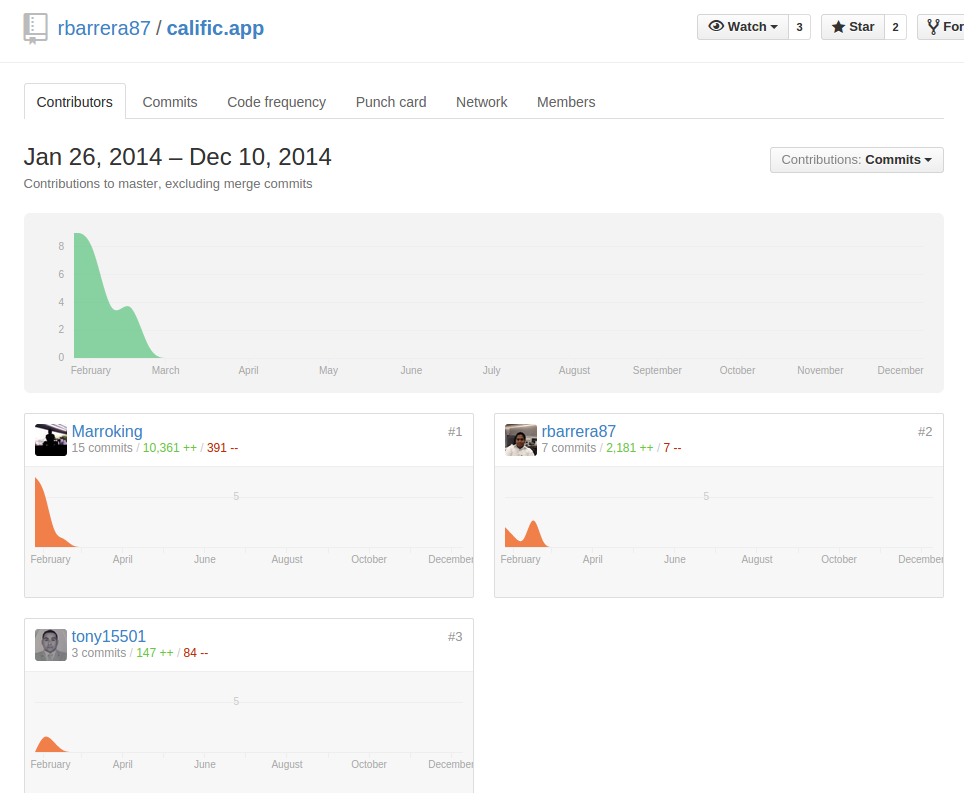 rbarrera87 / calific.app
Watch 3 Star 2 For
Contributors Commits Code frequency Punch card Network Members
Jan 26, 2014 – Dec 10, 2014
Contributions: Commits
Contributions to master, excluding merge commits
8
6
4
2
0
February March April May June July August September October November December
Marroking #1
15 commits / 10,361 ++ / 391 --
5
February April June August October December
rbarrera87 #2
7 commits / 2,181 ++ / 7 --
5
February April June August October December
tony15501 #3
3 commits / 147 ++ / 84 --
5
February April June August October December